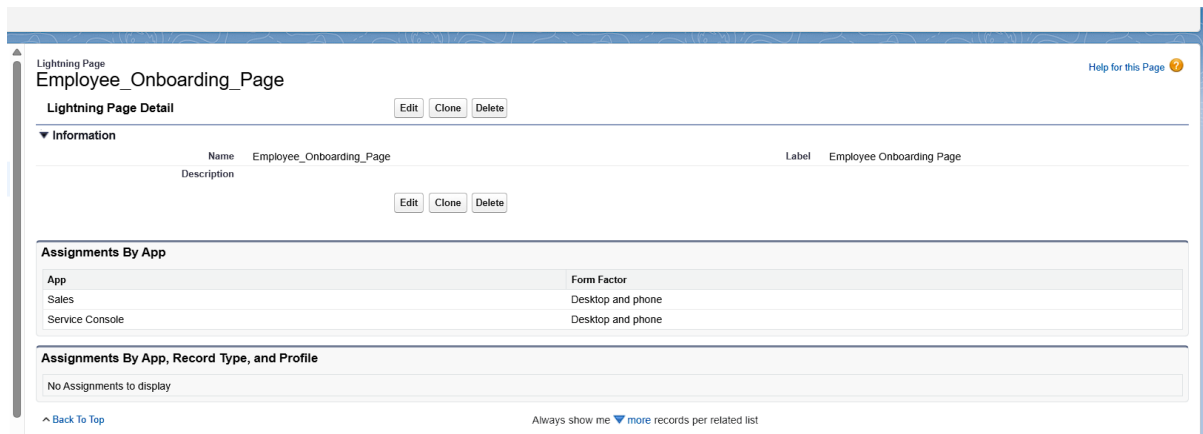 Lightning Page
Employee_Onboarding_Page
Help for this Page
Lightning Page Detail Edit Clone Delete
Information
Name Employee_Onboarding_Page Label Employee Onboarding Page
Description
Edit Clone Delete
Assignments By App
App Form Factor
Sales Desktop and phone
Service Console Desktop and phone
Assignments By App, Record Type, and Profile
No Assignments to display
Back To Top Always show me more records per related list